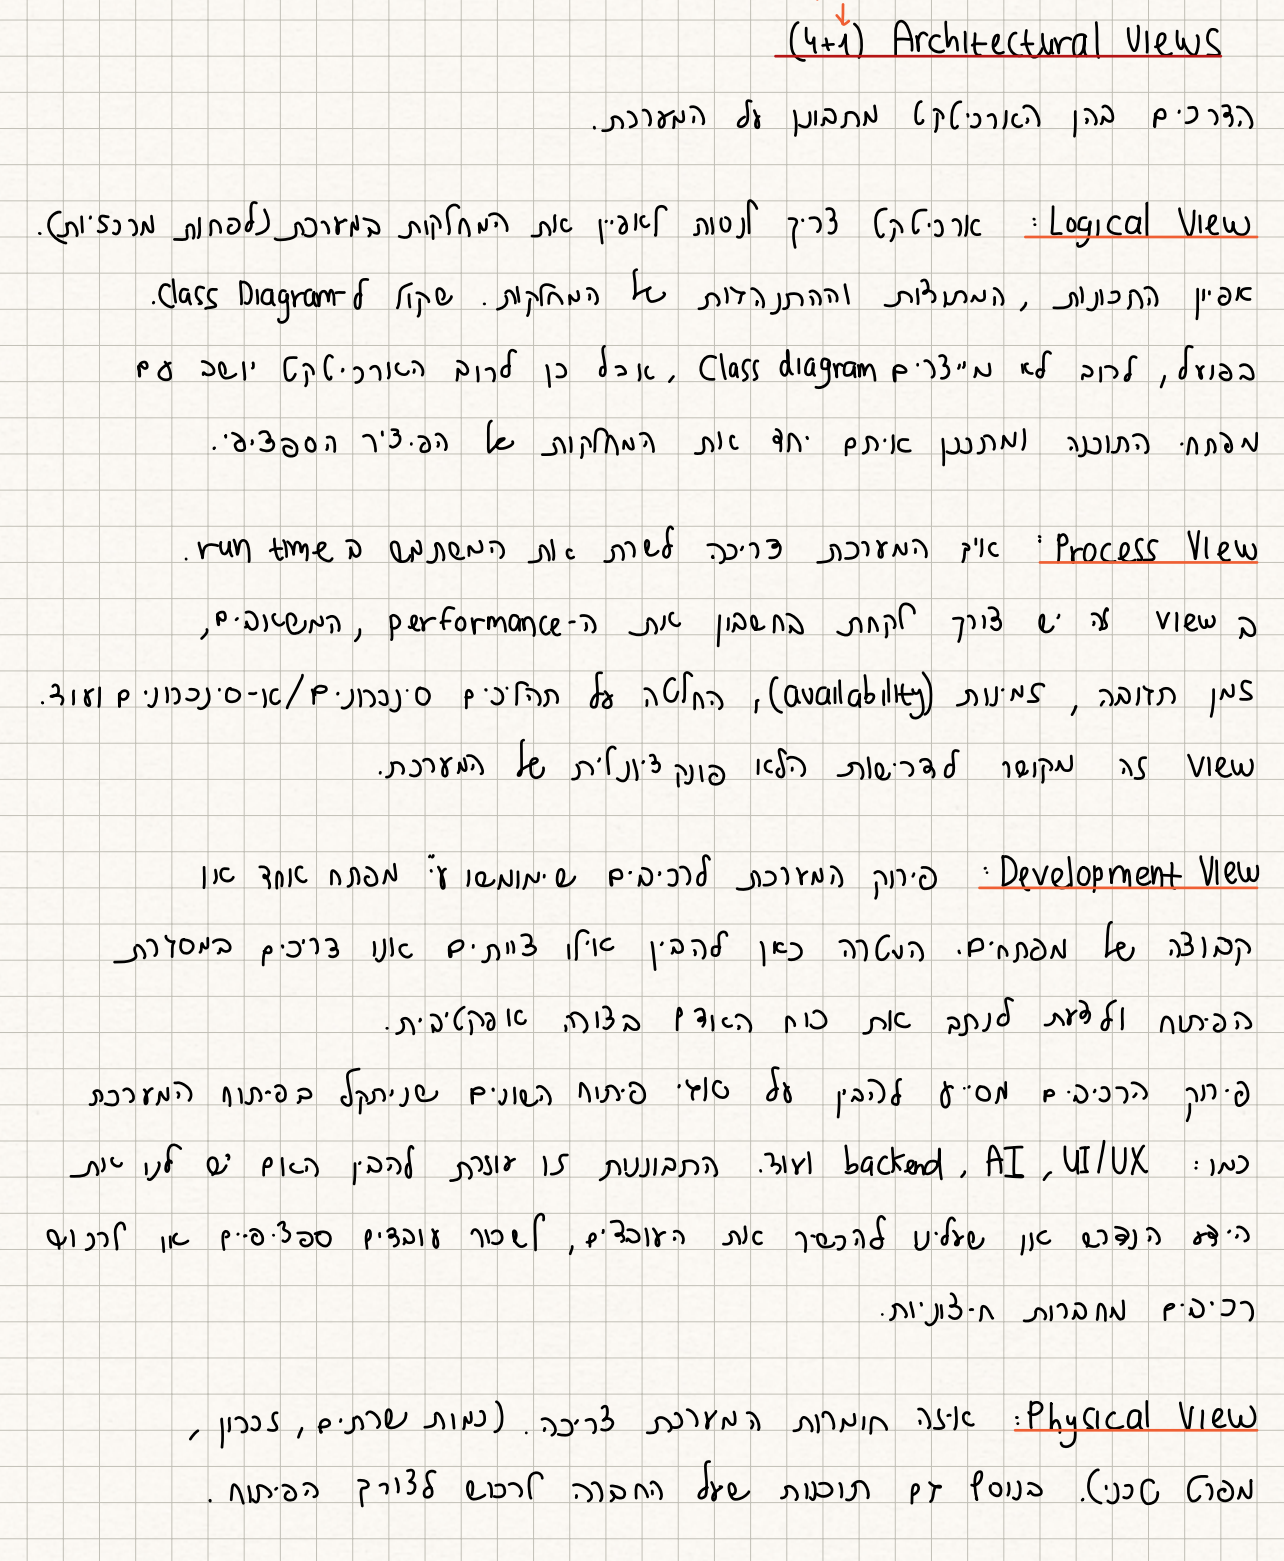 (4+1) Architectural Views
הדרכים בהן הארכיטקט מתבונן על המערכת.
Logical View: ארכיטקט צריך לנסות לאפיין את המחלקות במערכת (לפחות מרכזיות).
אפיון התכונות, המתודות וההתנהגות של המחלקות. שקול ל-Class Diagram.
בפועל, לרוב לא מייצרים Class diagram, אבל כן לרוב הארכיטקט יושב עם
מפתחי התוכנה ומתכנן איתם יחד את המחלקות של הפיצ'ר הספציפי.
Process View: איך המערכת צריכה לשרת את המשתמש ב run time.
ב view זה יש צורך לקחת בחשבון את ה-performance, המשאבים,
זמן תגובה, זמינות (availability), החלטה על תהליכים סינכרונים/א-סינכרונים ועוד.
view זה מקושר לדרישות הלא פונקציונליות של המערכת.
Development View: פירוק המערכת לרכיבים שימומשו ע"י מפתח אחד או
קבוצה של מפתחים. המטרה כאן להבין אילו צוותים אנו צריכים במסגרת
הפיתוח ולדעת לנתב את כוח האדם בצורה אפקטיבית.
פירוק הרכיבים מסייע להבין על סוגי פיתוח השונים שניתקל בפיתוח המערכת
כמו: UI/UX, AI, backend ועוד. התבוננות זו עוזרת להבין האם יש לנו את
הידע הנדרש או שעלינו להכשיר את העובדים, לשכור עובדים ספציפיים או לרכוש
רכיבים מחברות חיצוניות.
Physical View: איזה חומרות המערכת צריכה. (כמות שרתים, זכרון,
מפרט טכני). בנוסף גם תוכנות שעל החברה לרכוש לצורך הפיתוח.